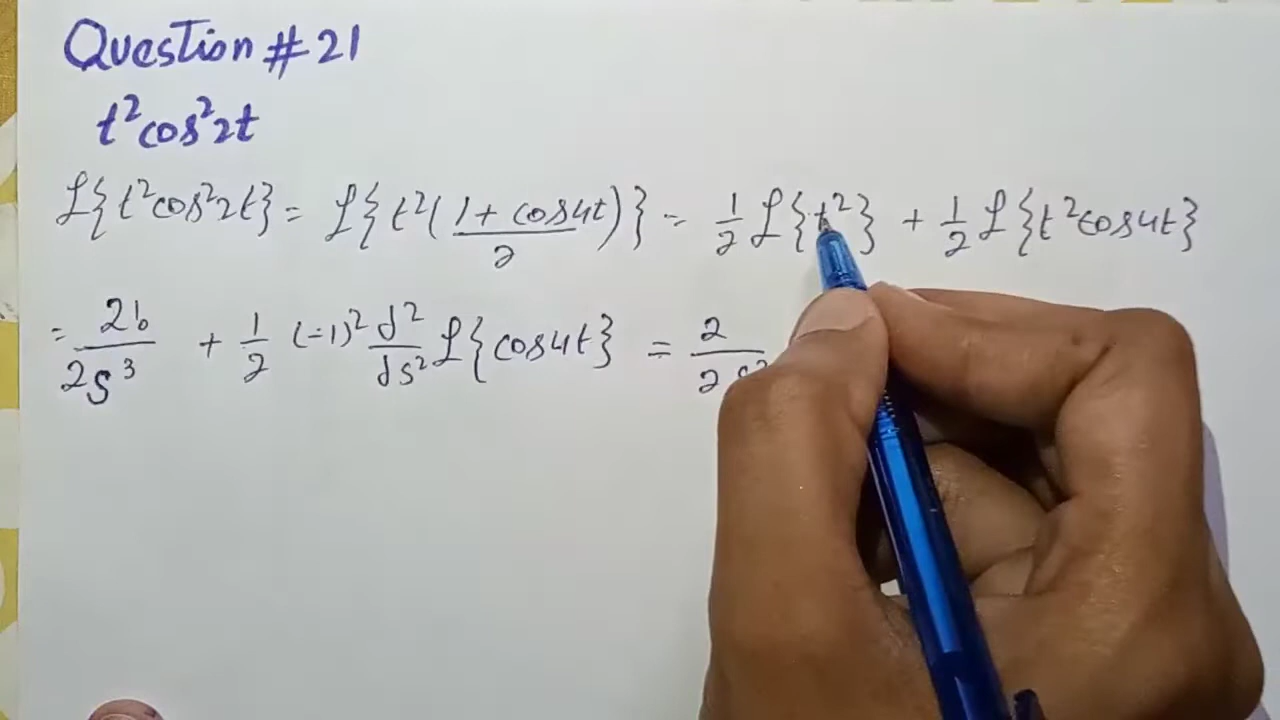 Question # 21
t²cos²2t
ℒ{t²cos²2t} = ℒ{t²(1 + cos4t)/2} = 1/2 ℒ{t²} + 1/2 ℒ{t²cos4t}
= 2!/2s³ + 1/2 (-1)² d²/ds² ℒ{cos4t} = 2/2s³